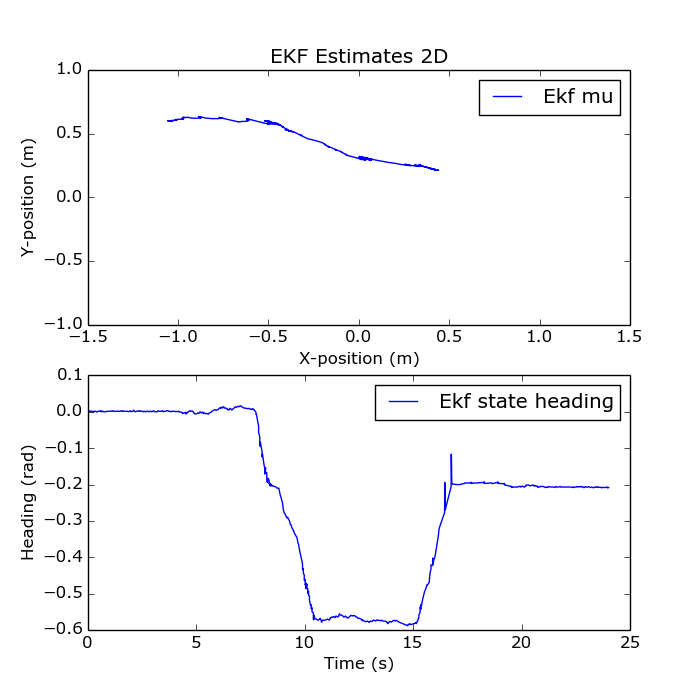 EKF Estimates 2D
1.0
Ekf mu
0.5
Y-position (m)
0.0
−0.5
−1.0
−1.5 −1.0 −0.5 0.0 0.5 1.0 1.5
X-position (m)
0.1
Ekf state heading
0.0
−0.1
−0.2
Heading (rad)
−0.3
−0.4
−0.5
−0.6
0 5 10 15 20 25
Time (s)